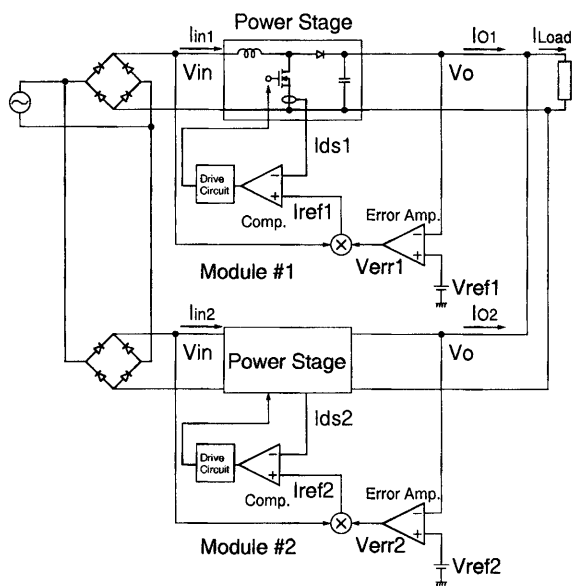 Power Stage
Iin1
IO1
ILoad
Vin
Vo
Ids1
Drive
Circuit
−
+
Iref1
Comp.
Error Amp.
−
+
Verr1
Module #1
Vref1
Iin2
IO2
Vin
Power Stage
Vo
Ids2
Drive
Circuit
−
+
Iref2
Comp.
Error Amp.
−
+
Verr2
Module #2
Vref2